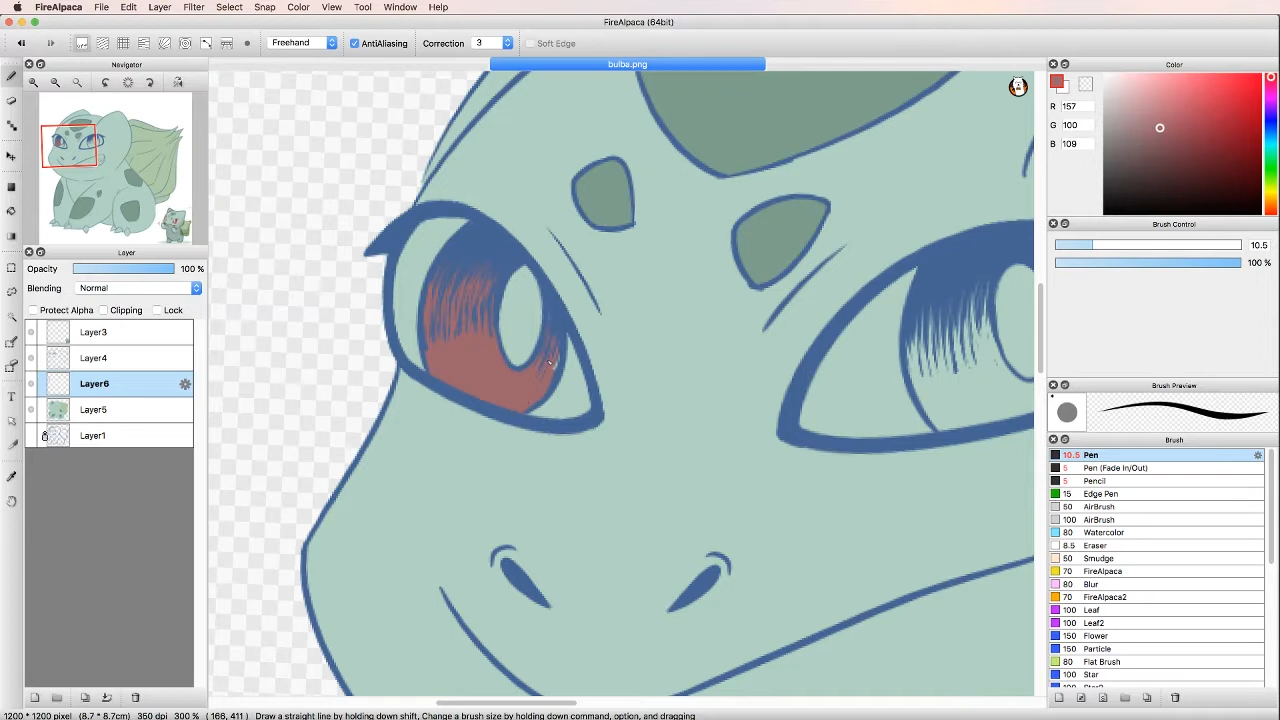 FireAlpaca File Edit Layer Filter Select Snap Color View Tool Window Help
FireAlpaca (64bit)
Freehand AntiAliasing Correction 3 Soft Edge
Navigator
bulba.png
Color
R 157
G 100
B 109
Brush Control
10.5
100 %
Layer
Opacity 100 %
Blending Normal
Protect Alpha Clipping Lock
Layer3
Layer4
Layer6
Layer5
Layer1
Brush Preview
Brush
10.5 Pen
5 Pen (Fade In/Out)
5 Pencil
15 Edge Pen
50 AirBrush
100 AirBrush
80 Watercolor
8.5 Eraser
50 Smudge
70 FireAlpaca
80 Blur
70 FireAlpaca2
100 Leaf
100 Leaf2
150 Flower
150 Particle
80 Flat Brush
100 Star
T
1200 * 1200 pixel (8.7 * 8.7cm) 350 dpi 300 % ( 166, 411) Draw a straight line by holding down shift, Change a brush size by holding down command, option, and dragging